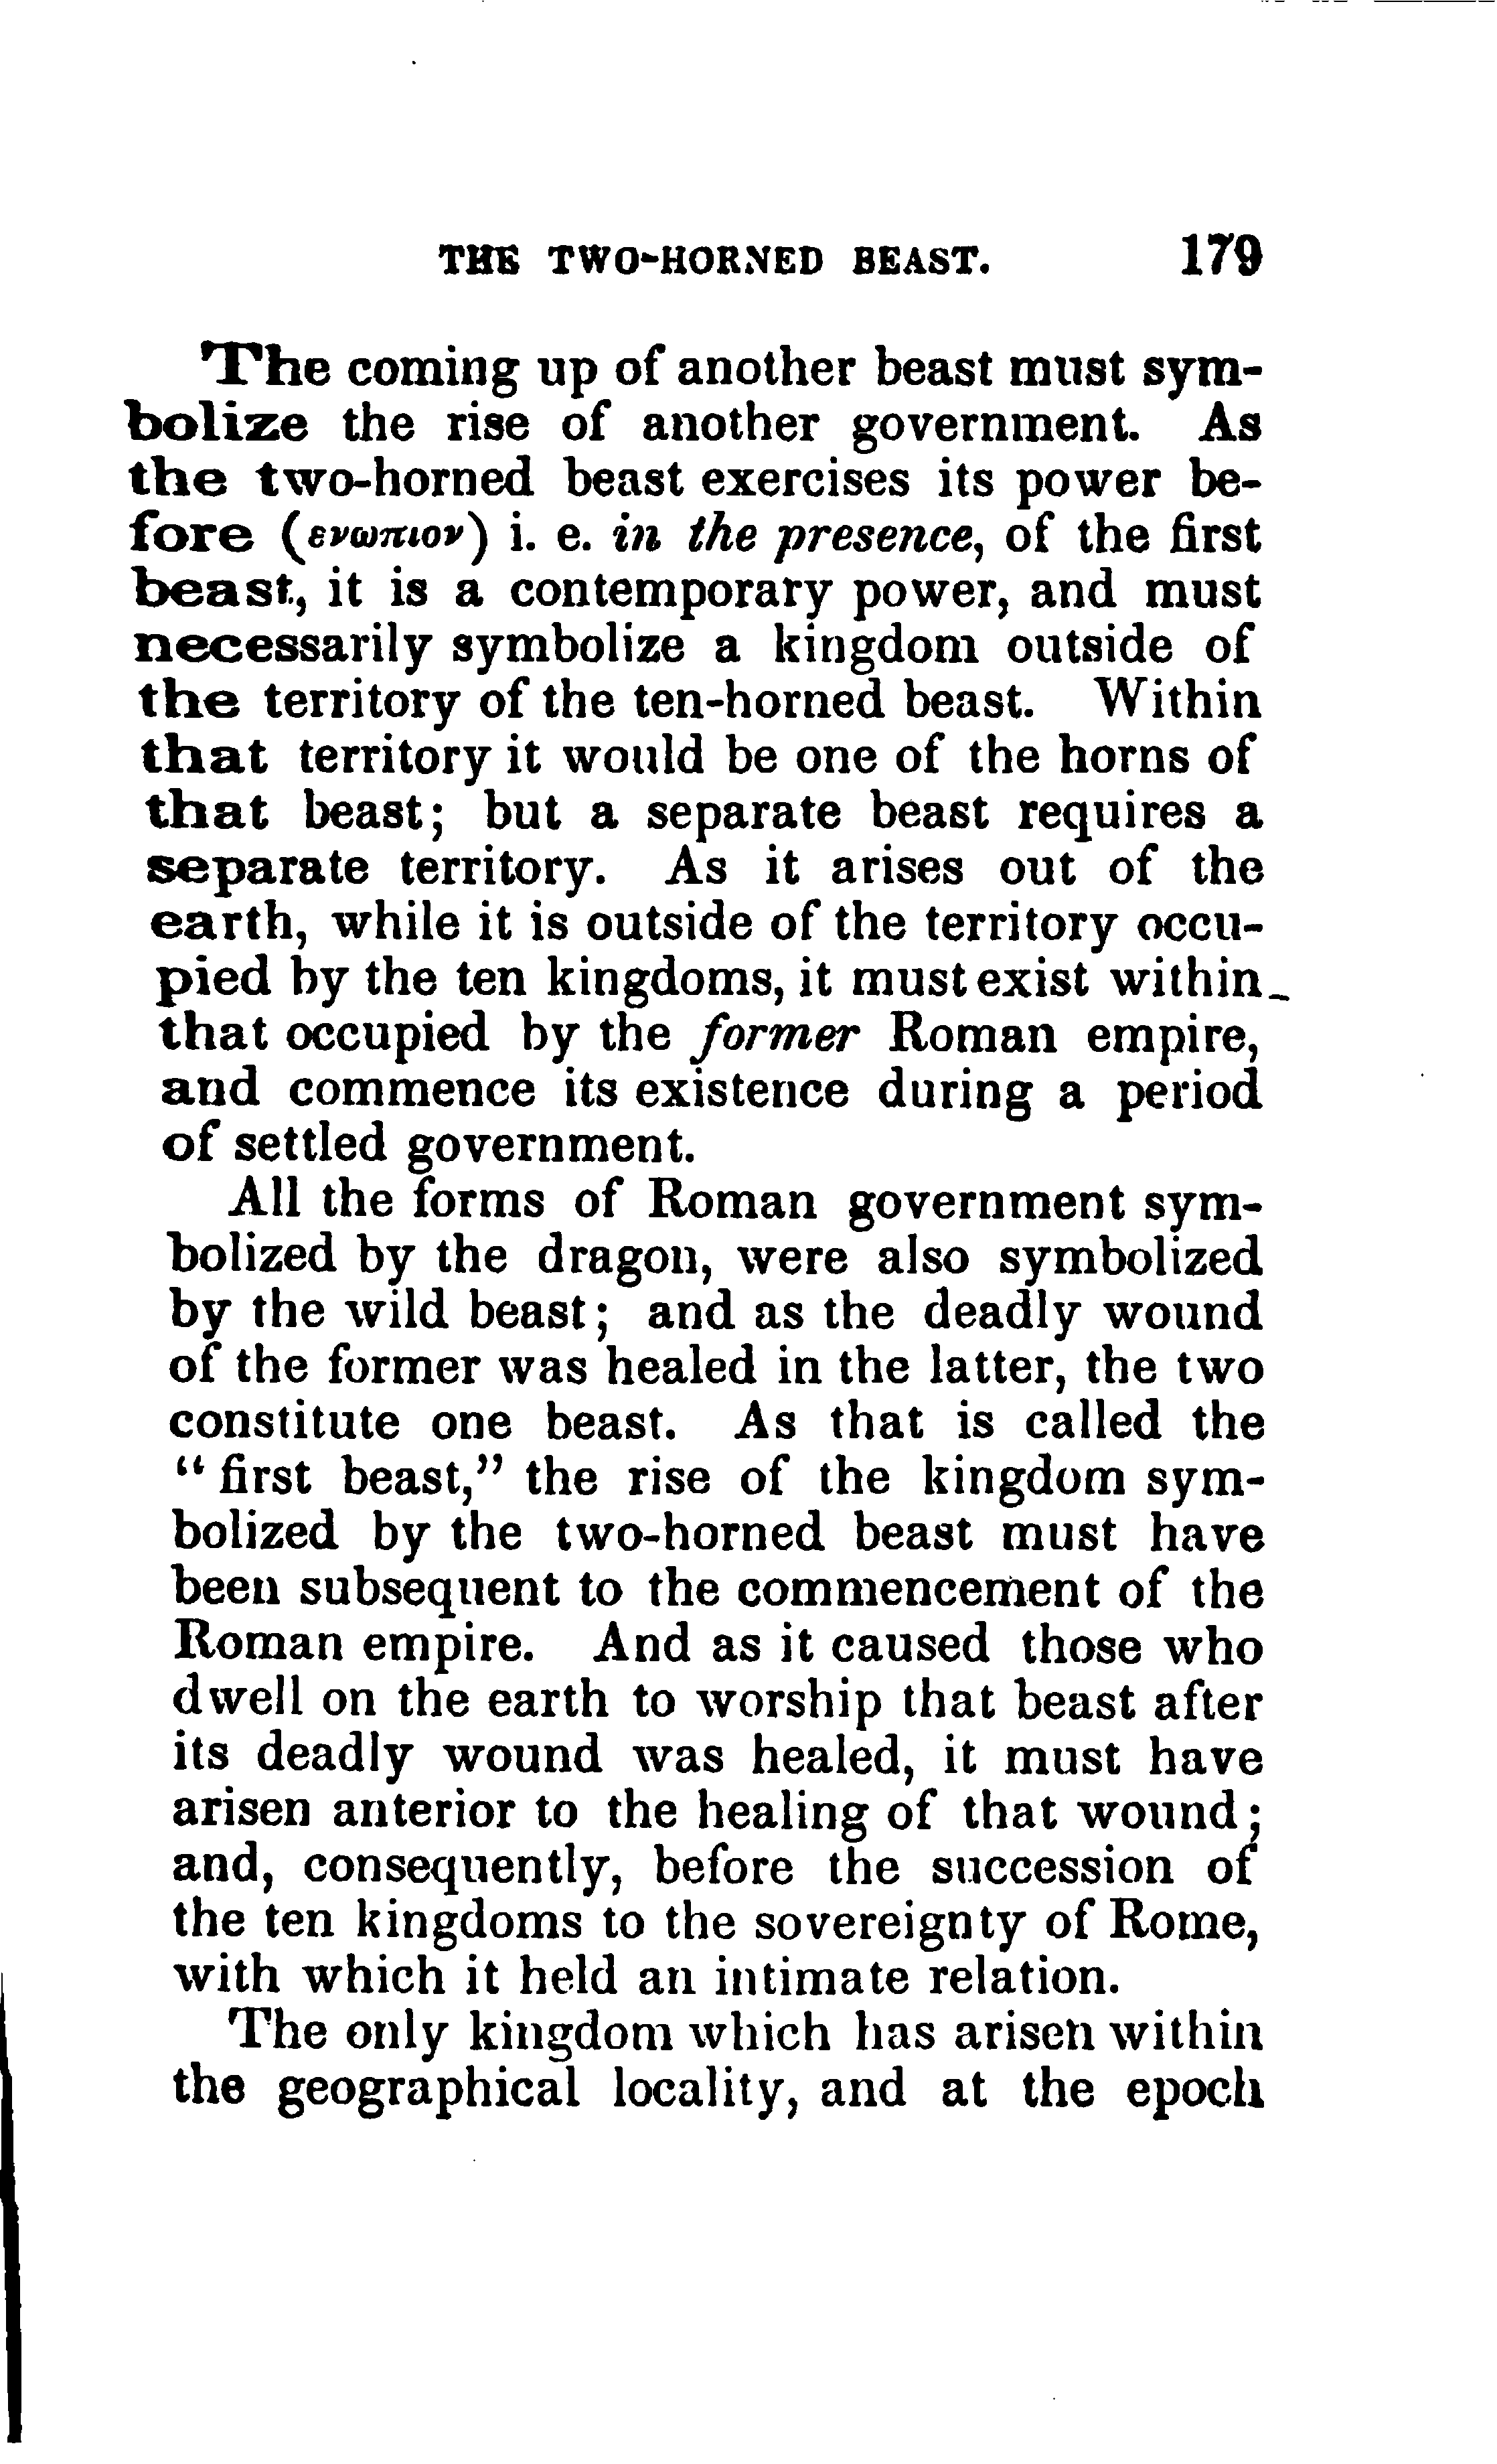 THE TWO-HORNED BEAST. 179
The coming up of another beast must sym-
bolize the rise of another government. As
the two-horned beast exercises its power be-
fore (ενωπιον) i. e. in the presence, of the first
beast, it is a contemporary power, and must
necessarily symbolize a kingdom outside of
the territory of the ten-horned beast. Within
that territory it would be one of the horns of
that beast; but a separate beast requires a
separate territory. As it arises out of the
earth, while it is outside of the territory occu-
pied by the ten kingdoms, it must exist within
that occupied by the former Roman empire,
and commence its existence during a period
of settled government.
All the forms of Roman government sym-
bolized by the dragon, were also symbolized
by the wild beast; and as the deadly wound
of the former was healed in the latter, the two
constitute one beast. As that is called the
“first beast,” the rise of the kingdom sym-
bolized by the two-horned beast must have
been subsequent to the commencement of the
Roman empire. And as it caused those who
dwell on the earth to worship that beast after
its deadly wound was healed, it must have
arisen anterior to the healing of that wound;
and, consequently, before the succession of
the ten kingdoms to the sovereignty of Rome,
with which it held an intimate relation.
The only kingdom which has arisen within
the geographical locality, and at the epoch